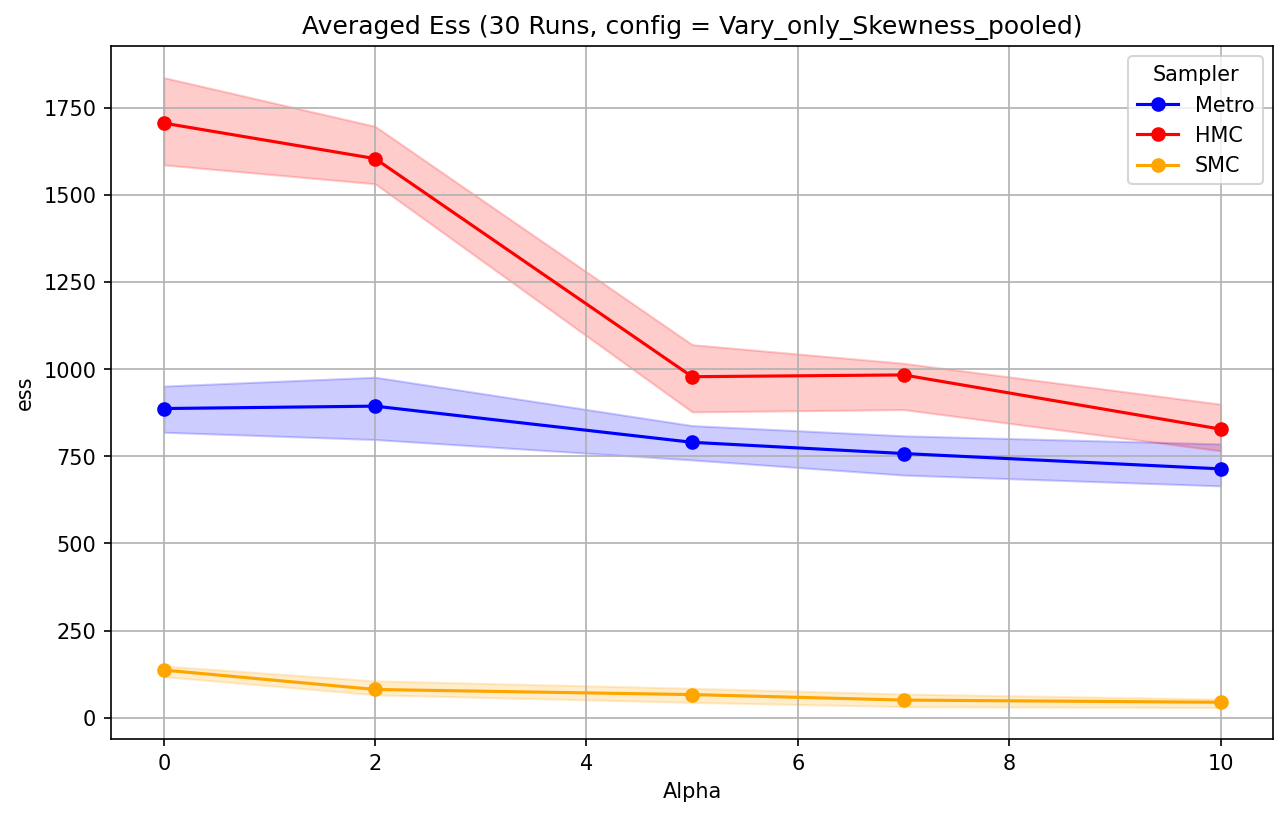 Averaged Ess (30 Runs, config = Vary_only_Skewness_pooled)
Sampler
Metro
HMC
SMC
1750
1500
1250
1000
750
500
250
0
ess
0 2 4 6 8 10
Alpha